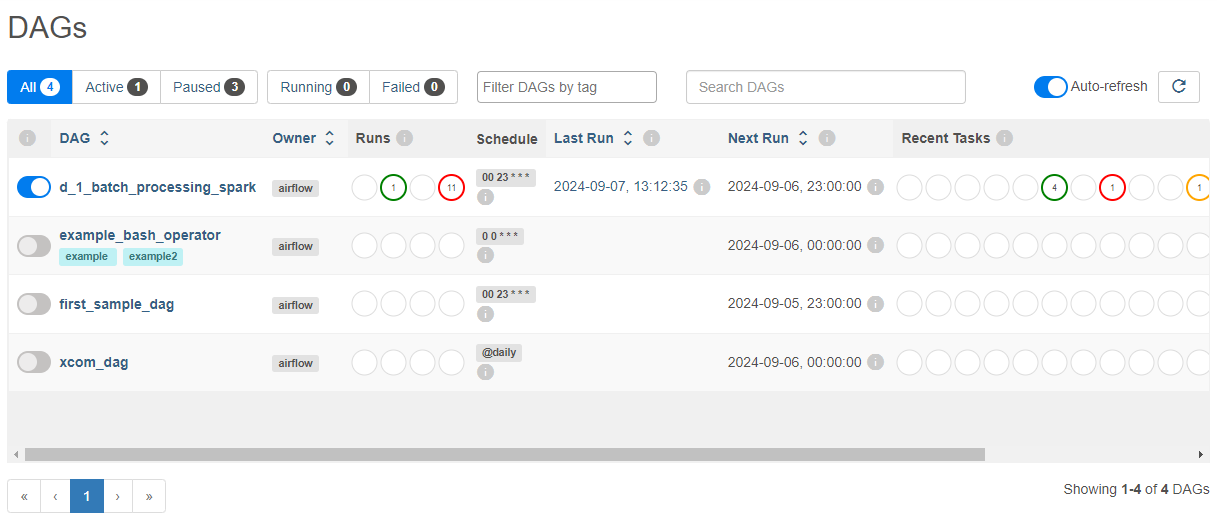 DAGs
All 4 Active 1 Paused 3 Running 0 Failed 0 Filter DAGs by tag Search DAGs Auto-refresh
i DAG Owner Runs i Schedule Last Run i Next Run i Recent Tasks i
d_1_batch_processing_spark airflow 1 11 00 23 * * * i 2024-09-07, 13:12:35 i 2024-09-06, 23:00:00 i 4 1 1
example_bash_operator airflow 0 0 * * * i 2024-09-06, 00:00:00 i
example example2
first_sample_dag airflow 00 23 * * * i 2024-09-05, 23:00:00 i
xcom_dag airflow @daily i 2024-09-06, 00:00:00 i
« ‹ 1 › » Showing 1-4 of 4 DAGs